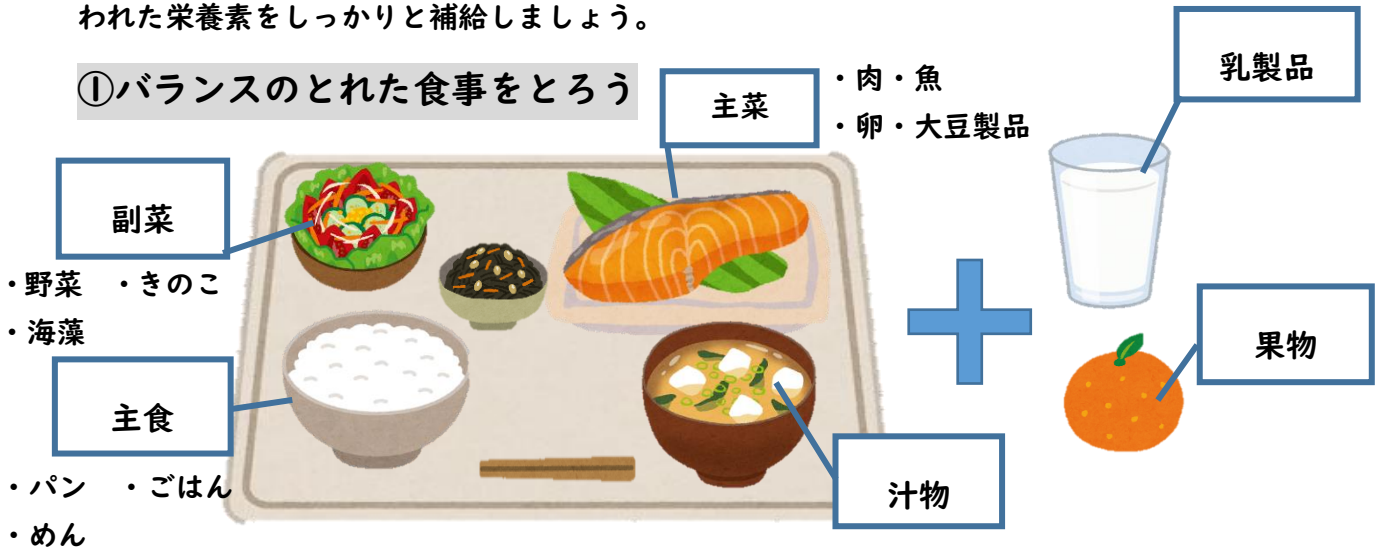 われた栄養素をしっかりと補給しましょう。
①バランスのとれた食事をとろう
主菜
・肉・魚
・卵・大豆製品
乳製品
副菜
・野菜　・きのこ
・海藻
主食
・パン　・ごはん
・めん
汁物
果物